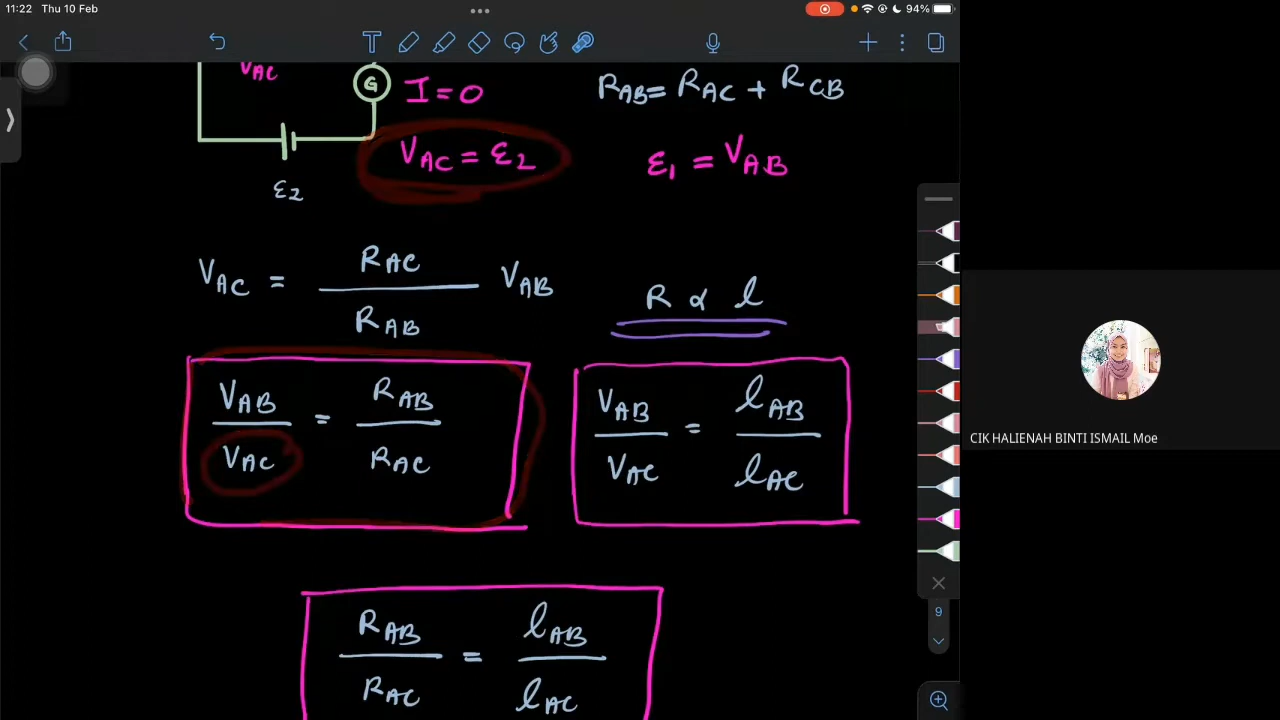 11:22 Thu 10 Feb
94%
T
VAC
G
I = 0
RAB = RAC + RCB
VAC = ε2
ε1 = VAB
ε2
VAC = RAC / RAB VAB
R ∝ l
VAB / VAC = RAB / RAC
VAB / VAC = lAB / lAC
CIK HALIENAH BINTI ISMAIL Moe
9
RAB / RAC = lAB / lAC